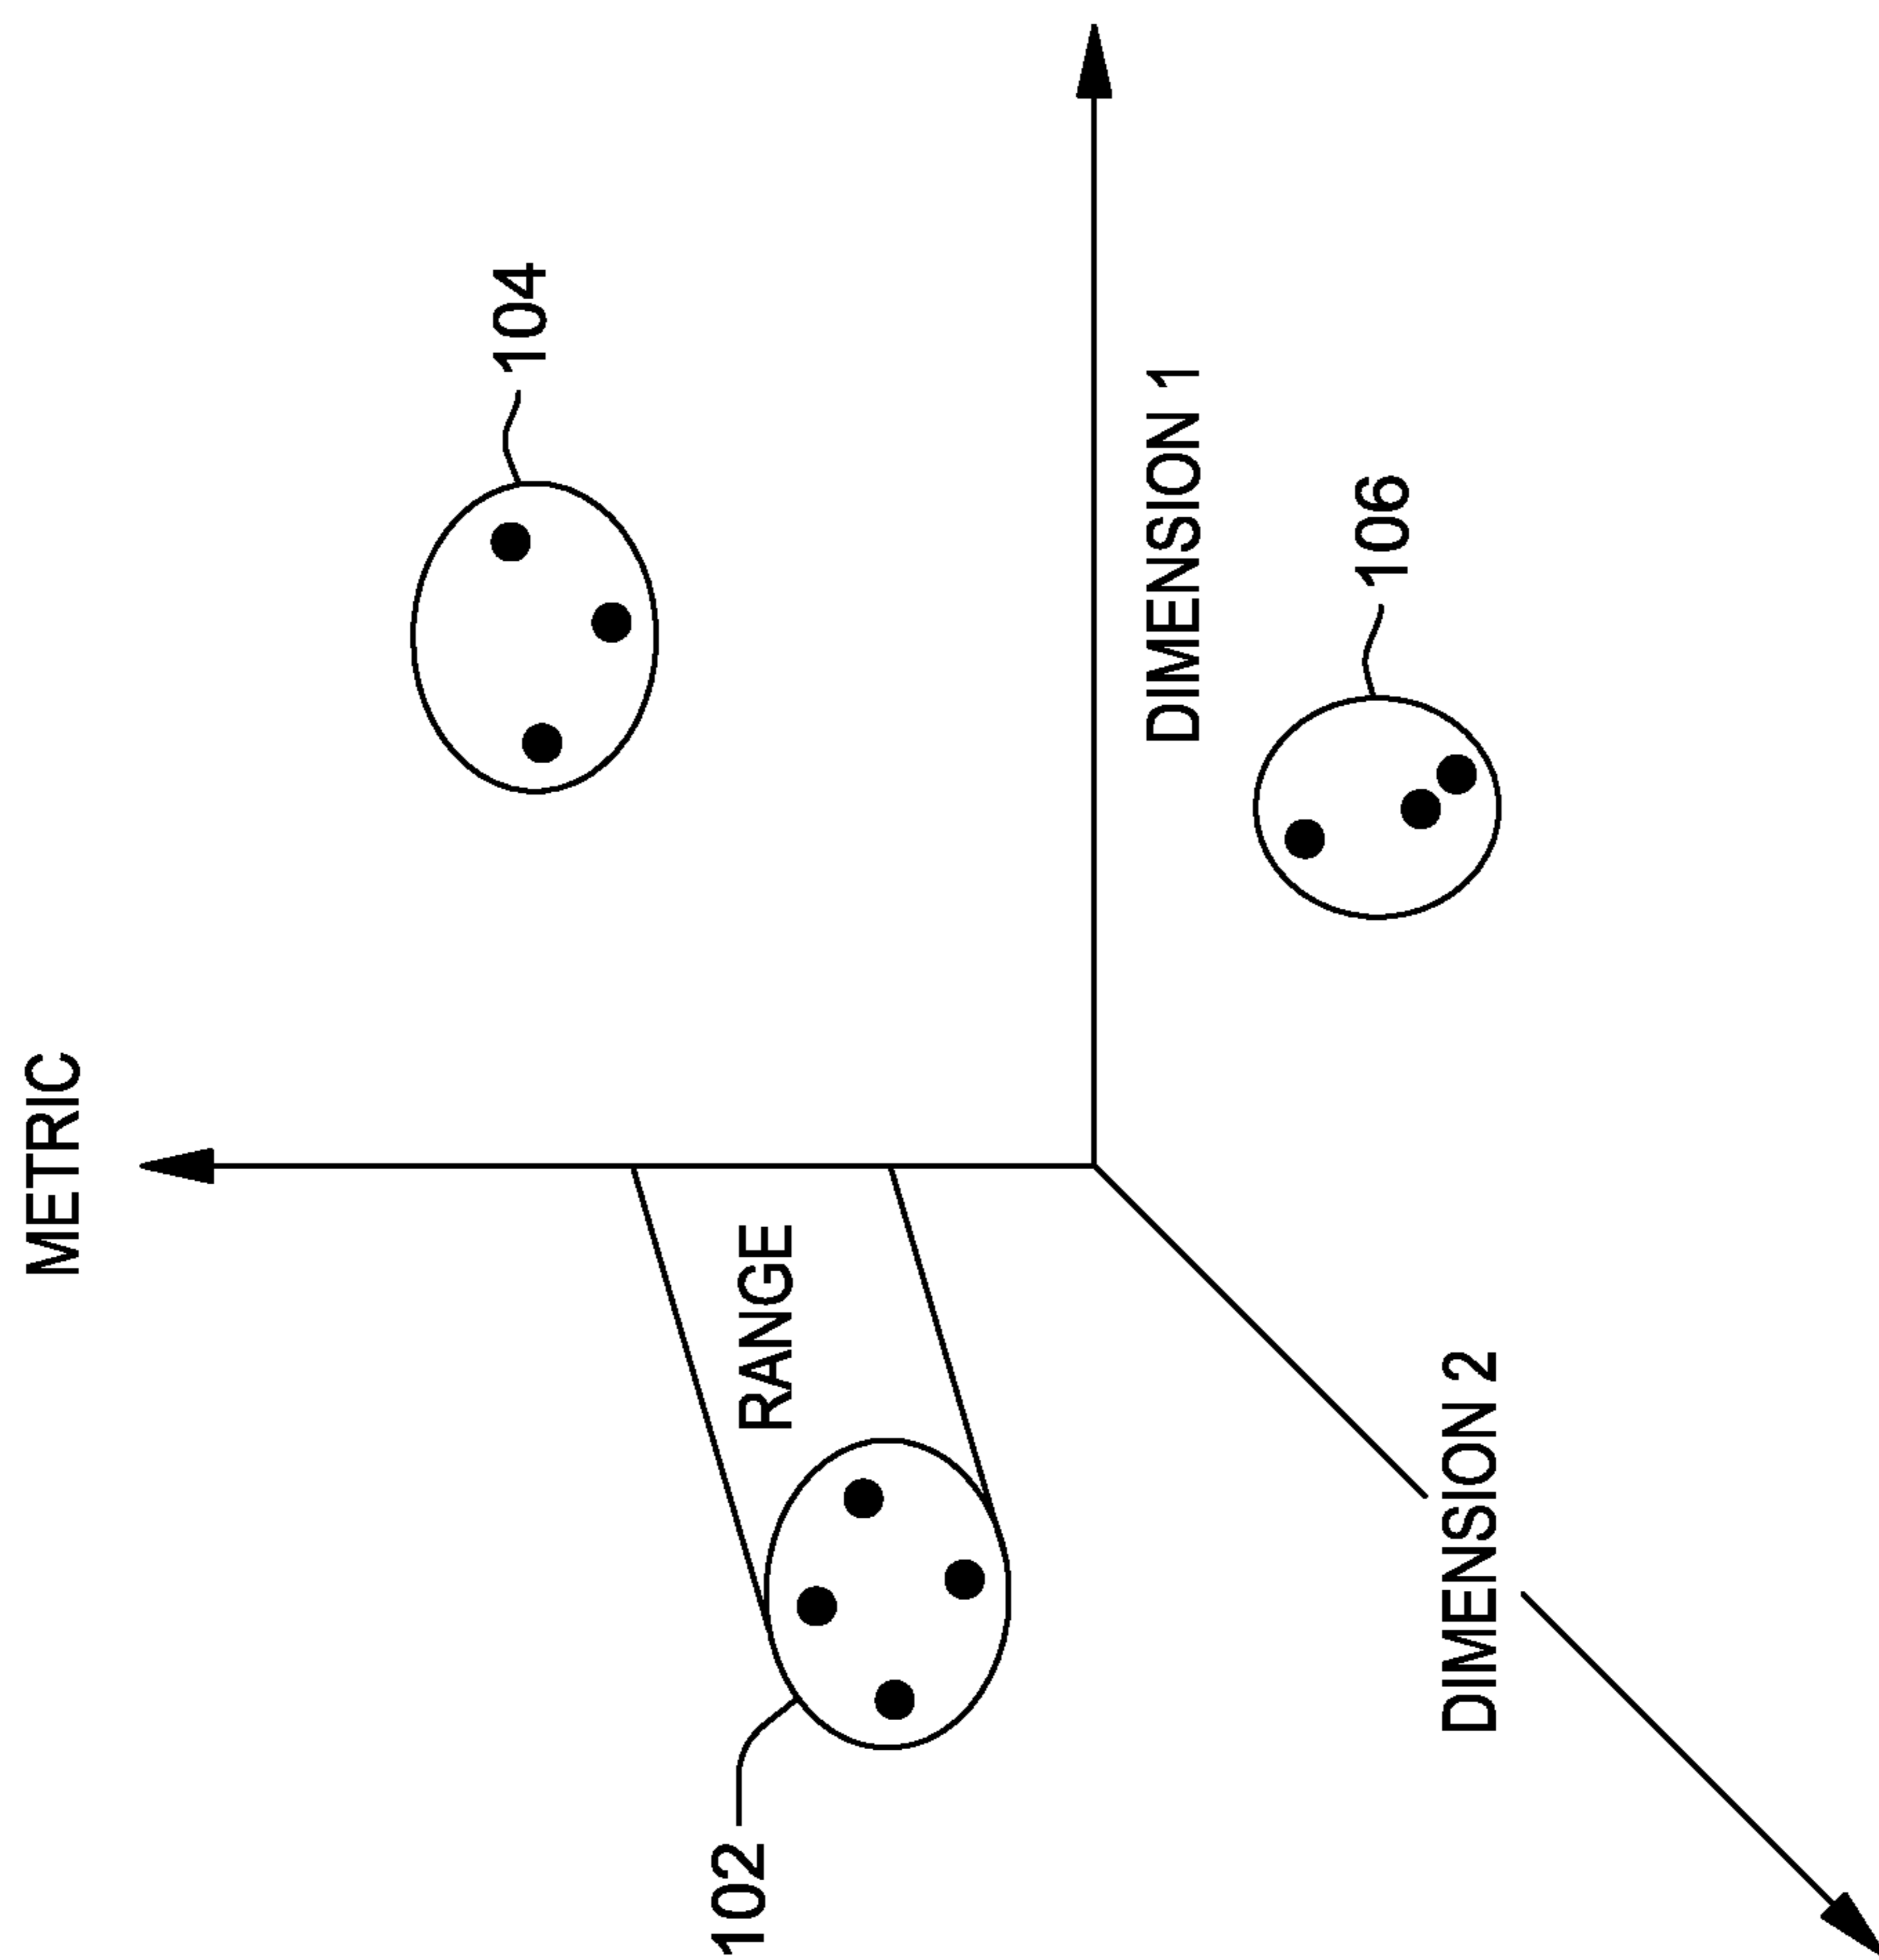 METRIC
104
RANGE
102
DIMENSION 1
106
DIMENSION 2